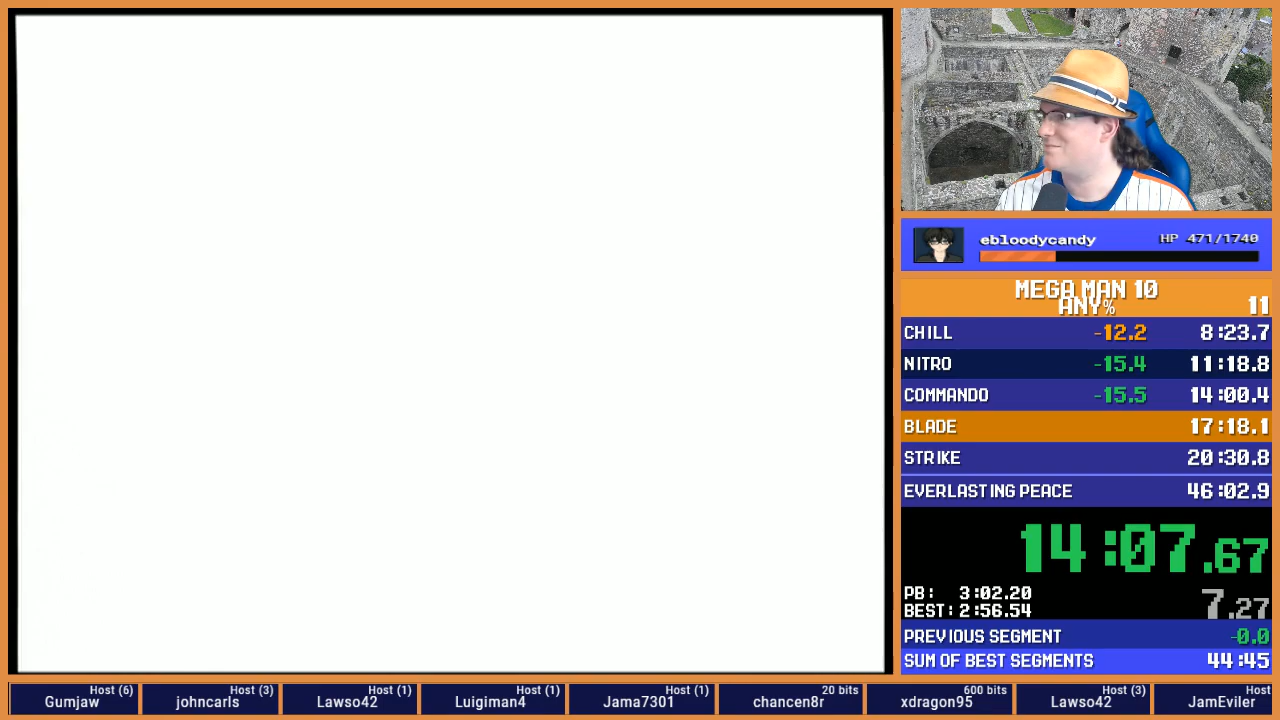 ebloodycandy HP 471/1740
MEGA MAN 10
ANY% 11
CHILL -12.2 8:23.7
NITRO -15.4 11:18.8
COMMANDO -15.5 14:00.4
BLADE 17:18.1
STRIKE 20:30.8
EVERLASTING PEACE 46:02.9
14:07.67
PB: 3:02.20
BEST: 2:56.54 7.27
PREVIOUS SEGMENT -0.0
SUM OF BEST SEGMENTS 44:45
Host (6) Host (3) Host (1) Host (1) Host (1) 20 bits 600 bits Host (3) Host
Gumjaw johncarls Lawso42 Luigiman4 Jama7301 chancen8r xdragon95 Lawso42 JamEviler